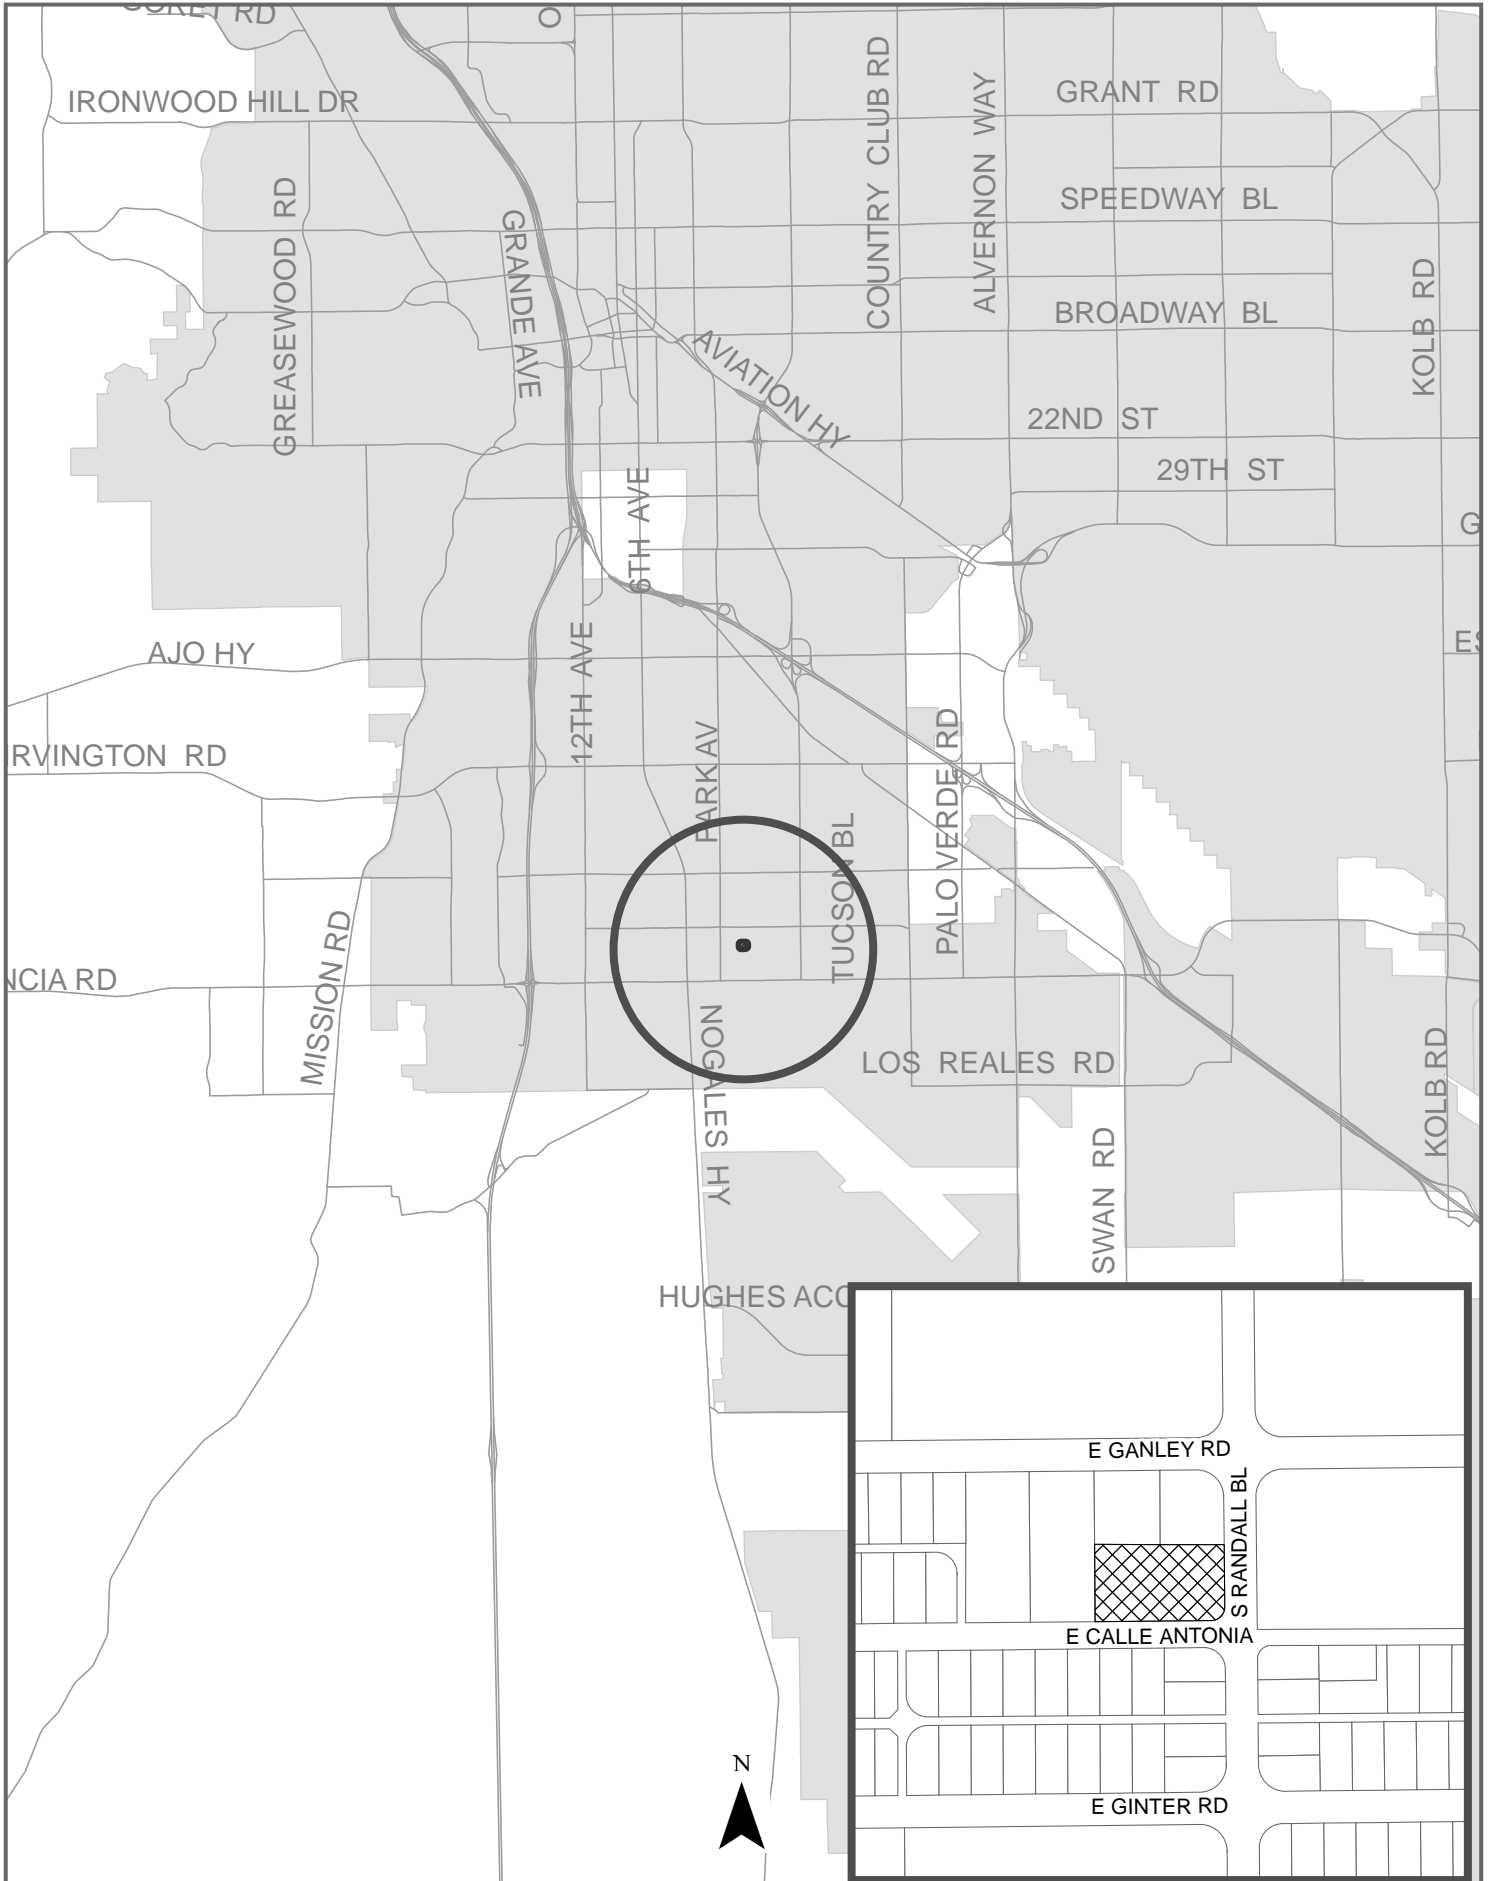 RD
IRONWOOD HILL DR
GRANT RD
COUNTRY CLUB RD
ALVERNON WAY
SPEEDWAY BL
GREASEWOOD RD
GRANDE AVE
BROADWAY BL
KOLB RD
AVIATION HY
22ND ST
29TH ST
6TH AVE
AJO HY
12TH AVE
RVINGTON RD
PARK AV
PALO VERDE RD
TUCSON BL
MISSION RD
NCIA RD
NOGALES HY
LOS REALES RD
KOLB RD
SWAN RD
HUGHES ACC
E GANLEY RD
S RANDALL BL
E CALLE ANTONIA
E GINTER RD
N